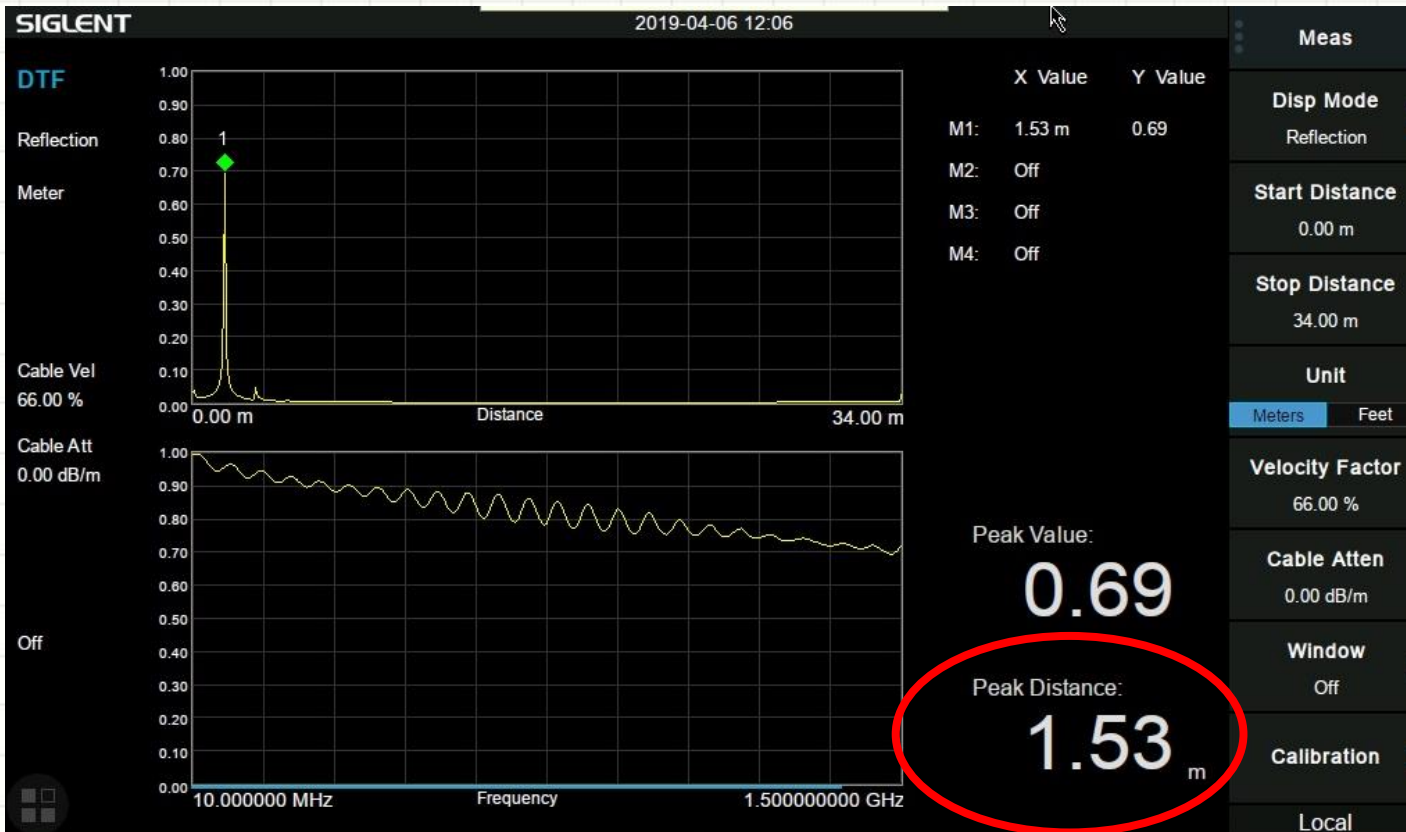 SIGLENT
2019-04-06 12:06
DTF
Reflection
Meter
Cable Vel
66.00 %
Cable Att
0.00 dB/m
Off
1.00
0.90
0.80
0.70
0.60
0.50
0.40
0.30
0.20
0.10
0.00
1
0.00 m Distance 34.00 m
1.00
0.90
0.80
0.70
0.60
0.50
0.40
0.30
0.20
0.10
0.00
10.000000 MHz Frequency 1.500000000 GHz
X Value Y Value
M1: 1.53 m 0.69
M2: Off
M3: Off
M4: Off
Peak Value:
0.69
Peak Distance:
1.53 m
Meas
Disp Mode
Reflection
Start Distance
0.00 m
Stop Distance
34.00 m
Unit
Meters Feet
Velocity Factor
66.00 %
Cable Atten
0.00 dB/m
Window
Off
Calibration
Local